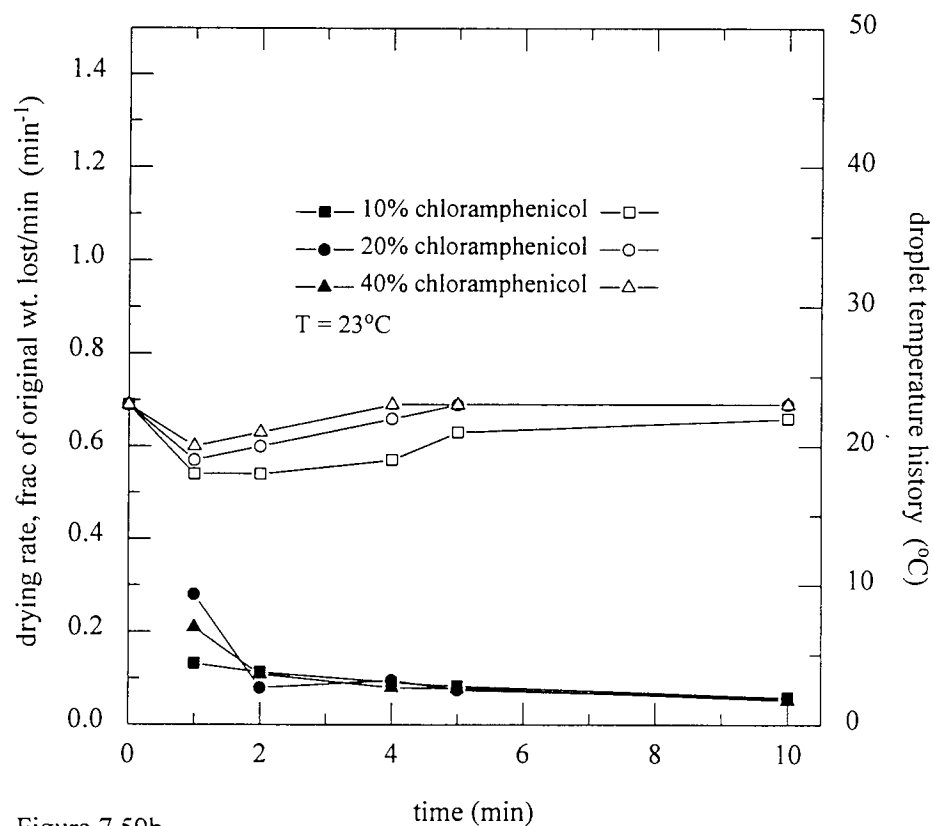 drying rate, frac of original wt. lost/min (min⁻¹)
1.4
1.2
1.0
0.8
0.6
0.4
0.2
0.0
50
40
30
20
10
0
droplet temperature history (°C)
10% chloramphenicol
20% chloramphenicol
40% chloramphenicol
T = 23°C
0
2
4
6
8
10
time (min)